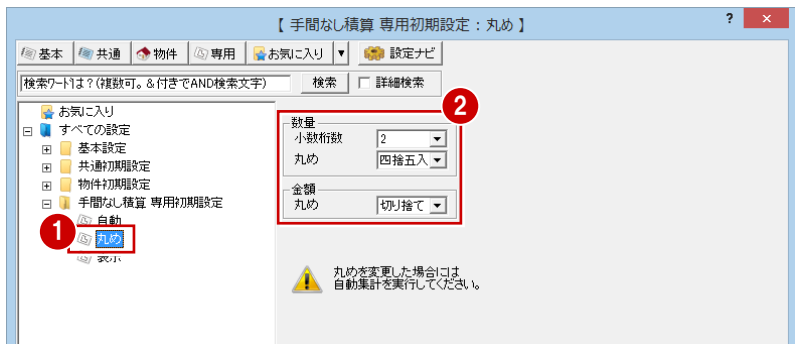 【 手間なし積算 専用初期設定：丸め 】 ? ×
基本 共通 物件 専用 お気に入り ▼ 設定ナビ
検索ワードは？(複数可。&付きでAND検索文字) 検索 詳細検索
お気に入り
すべての設定
基本設定
共通初期設定
物件初期設定
手間なし積算 専用初期設定
自動
1 丸め
表示
2
数量
小数桁数 2
丸め 四捨五入
金額
丸め 切り捨て
丸めを変更した場合には
自動集計を実行してください。